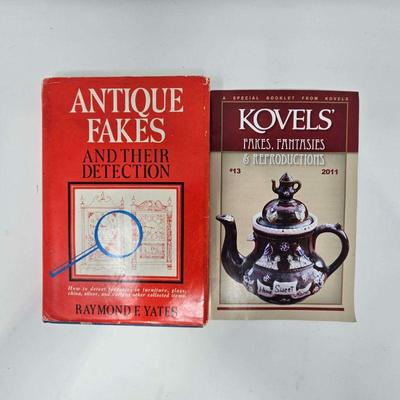 ANTIQUE
FAKES
AND THEIR
DETECTION
How to detect forgeries in furniture, glass,
china, silver, and various other collected items.
RAYMOND F. YATES
A SPECIAL BOOKLET FROM KOVELS
KOVELS'
FAKES, FANTASIES
& REPRODUCTIONS
#13 2011
Sweet